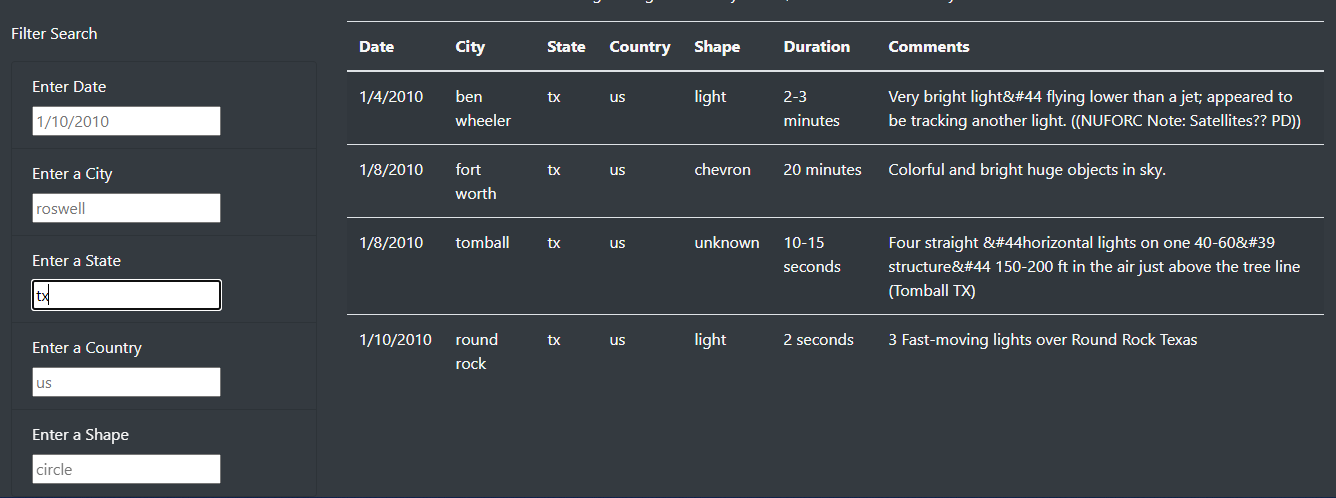 Filter Search
Enter Date
1/10/2010
Enter a City
roswell
Enter a State
tx
Enter a Country
us
Enter a Shape
circle
Date City State Country Shape Duration Comments
1/4/2010 ben tx us light 2-3 Very bright light&#44 flying lower than a jet; appeared to
wheeler minutes be tracking another light. ((NUFORC Note: Satellites?? PD))
1/8/2010 fort tx us chevron 20 minutes Colorful and bright huge objects in sky.
worth
1/8/2010 tomball tx us unknown 10-15 Four straight &#44horizontal lights on one 40-60&#39
seconds structure&#44 150-200 ft in the air just above the tree line
(Tomball TX)
1/10/2010 round tx us light 2 seconds 3 Fast-moving lights over Round Rock Texas
rock